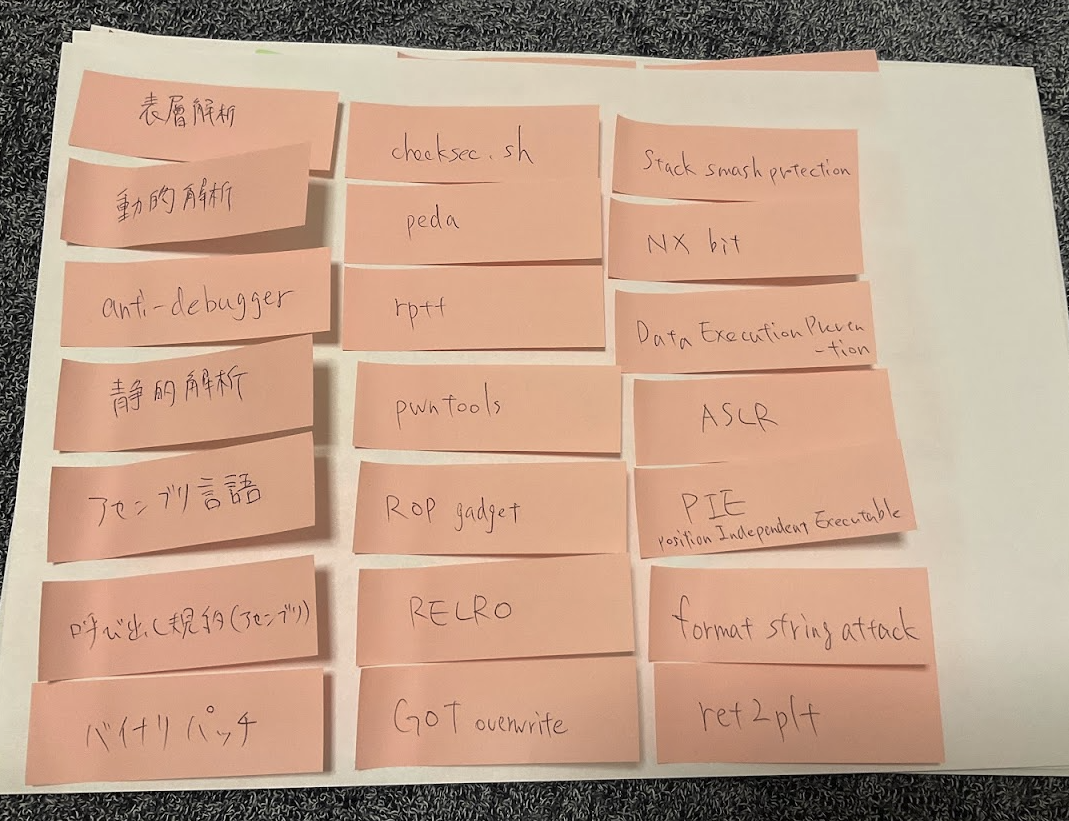 表層解析
動的解析
anti-debugger
静的解析
アセンブリ言語
呼び出し規約(アセンブリ)
バイナリパッチ
checksec.sh
peda
rp++
pwntools
ROP gadget
RELRO
GOT overwrite
Stack smash prtection
NX bit
Data Execution Preven
-tion
ASLR
PIE
Position Independent Executable
format string attack
ret2plt